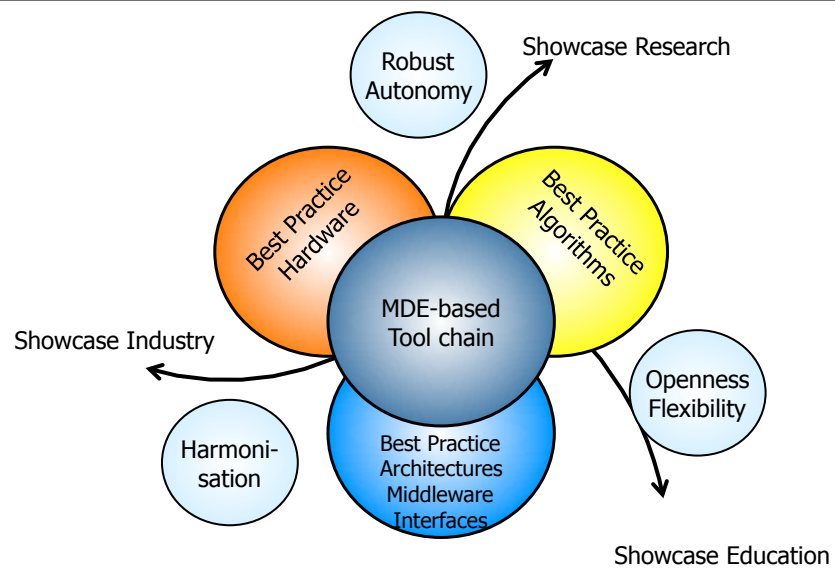 Robust
Autonomy
Showcase Research
Best Practice
Hardware
Best Practice
Algorithms
MDE-based
Tool chain
Showcase Industry
Openness
Flexibility
Harmoni-
sation
Best Practice
Architectures
Middleware
Interfaces
Showcase Education